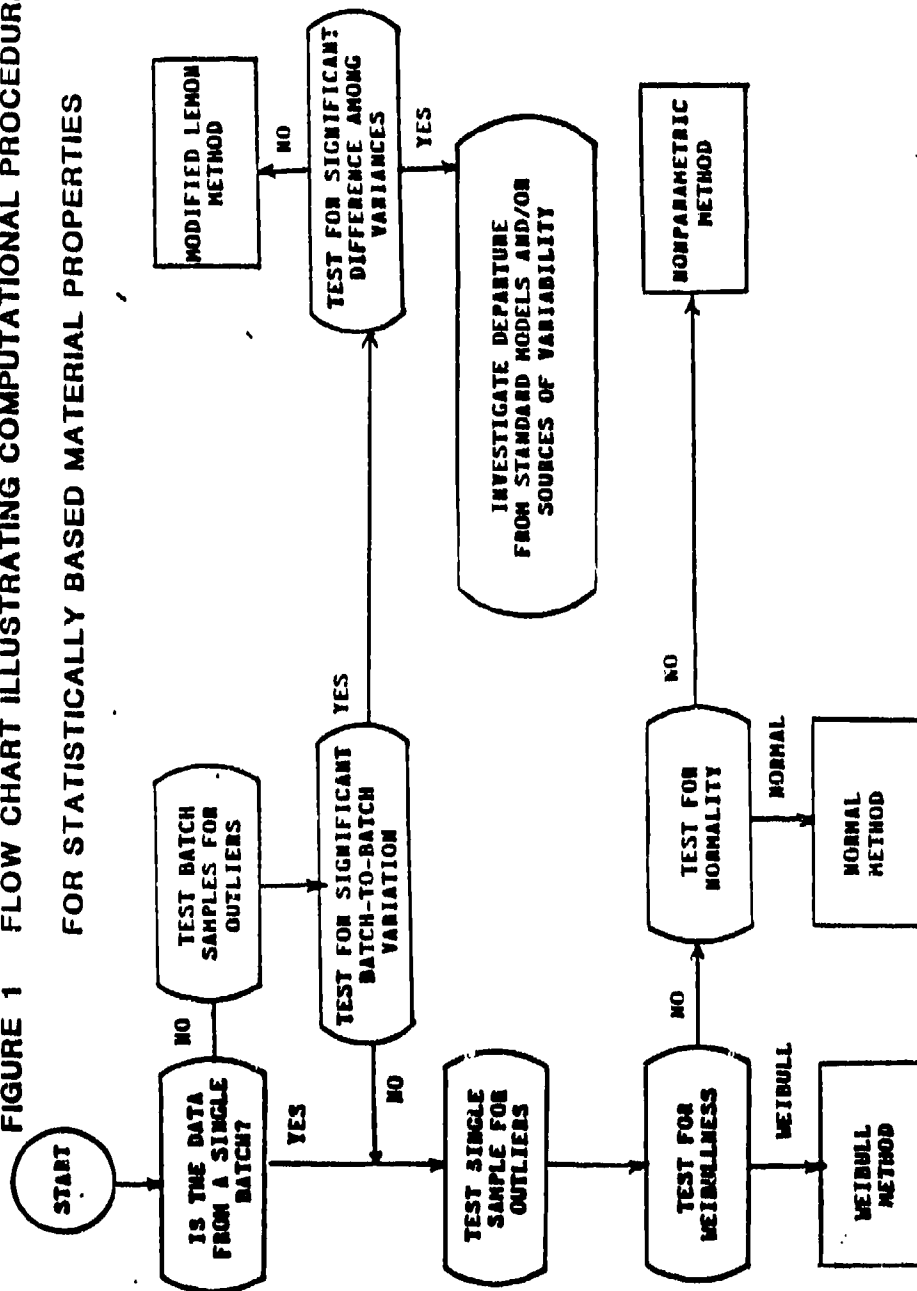 FIGURE 1 FLOW CHART ILLUSTRATING COMPUTATIONAL PROCEDUR
FOR STATISTICALLY BASED MATERIAL PROPERTIES
START
IS THE DATA
FROM A SINGLE
BATCH?
NO
YES
TEST BATCH
SAMPLES FOR
OUTLIERS
TEST FOR SIGNIFICANT
BATCH-TO-BATCH
VARIATION
YES
NO
MODIFIED LEMON
METHOD
NO
TEST FOR SIGNIFICANT
DIFFERENCE AMONG
VARIANCES
YES
INVESTIGATE DEPARTURE
FROM STANDARD MODELS AND/OR
SOURCES OF VARIABILITY
TEST SINGLE
SAMPLE FOR
OUTLIERS
TEST FOR
WEIBULLNESS
NO
WEIBULL
WEIBULL
METHOD
TEST FOR
NORMALITY
NO
NORMAL
NORMAL
METHOD
NONPARAMETRIC
METHOD